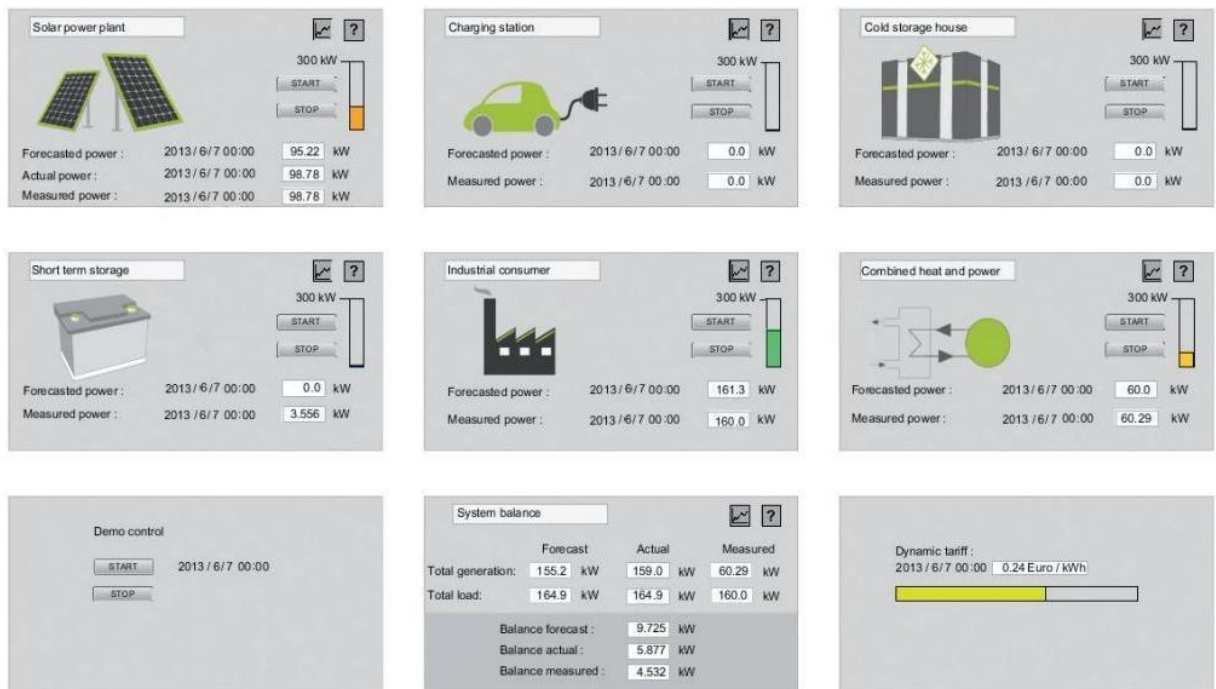 Solar power plant
?
300 kW
START
STOP
Forecasted power : 2013 / 6 / 7 00:00 95.22 kW
Actual power : 2013 / 6 / 7 00:00 98.78 kW
Measured power : 2013 / 6 / 7 00:00 98.78 kW
Charging station
?
300 kW
START
STOP
Forecasted power : 2013 / 6 / 7 00:00 0.0 kW
Measured power : 2013 / 6 / 7 00:00 0.0 kW
Cold storage house
?
300 kW
START
STOP
Forecasted power : 2013 / 6 / 7 00:00 0.0 kW
Measured power : 2013 / 6 / 7 00:00 0.0 kW
Short term storage
?
300 kW
START
STOP
Forecasted power : 2013 / 6 / 7 00:00 0.0 kW
Measured power : 2013 / 6 / 7 00:00 3.556 kW
Industrial consumer
?
300 kW
START
STOP
Forecasted power : 2013 / 6 / 7 00:00 161.3 kW
Measured power : 2013 / 6 / 7 00:00 160.0 kW
Combined heat and power
?
300 kW
START
STOP
Forecasted power : 2013 / 6 / 7 00:00 60.0 kW
Measured power : 2013 / 6 / 7 00:00 60.29 kW
Demo control
START 2013 / 6 / 7 00:00
STOP
System balance
?
Forecast Actual Measured
Total generation: 155.2 kW 159.0 kW 60.29 kW
Total load: 164.9 kW 164.9 kW 160.0 kW
Balance forecast : 9.725 kW
Balance actual : 5.877 kW
Balance measured : 4.532 kW
Dynamic tariff :
2013 / 6 / 7 00:00 0.24 Euro / kWh